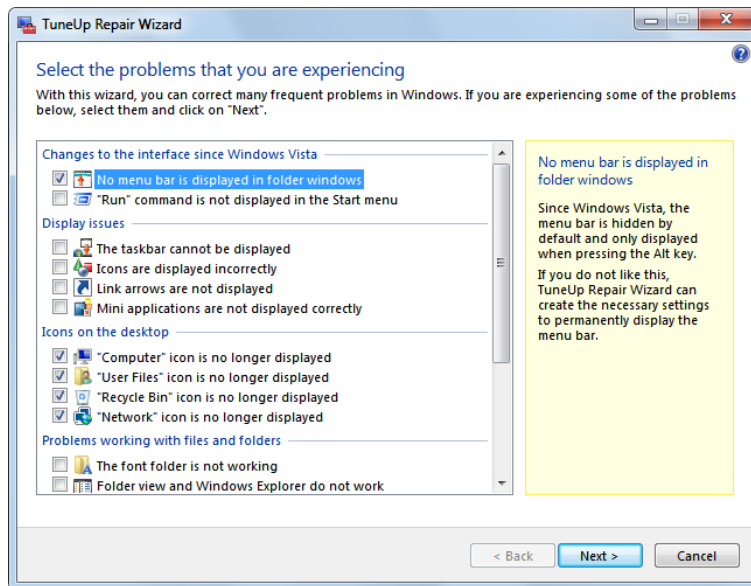 TuneUp Repair Wizard
Select the problems that you are experiencing
With this wizard, you can correct many frequent problems in Windows. If you are experiencing some of the problems
below, select them and click on "Next".
Changes to the interface since Windows Vista
No menu bar is displayed in folder windows
"Run" command is not displayed in the Start menu
Display issues
The taskbar cannot be displayed
Icons are displayed incorrectly
Link arrows are not displayed
Mini applications are not displayed correctly
Icons on the desktop
"Computer" icon is no longer displayed
"User Files" icon is no longer displayed
"Recycle Bin" icon is no longer displayed
"Network" icon is no longer displayed
Problems working with files and folders
The font folder is not working
Folder view and Windows Explorer do not work
No menu bar is displayed in
folder windows
Since Windows Vista, the
menu bar is hidden by
default and only displayed
when pressing the Alt key.
If you do not like this,
TuneUp Repair Wizard can
create the necessary settings
to permanently display the
menu bar.
< Back
Next >
Cancel